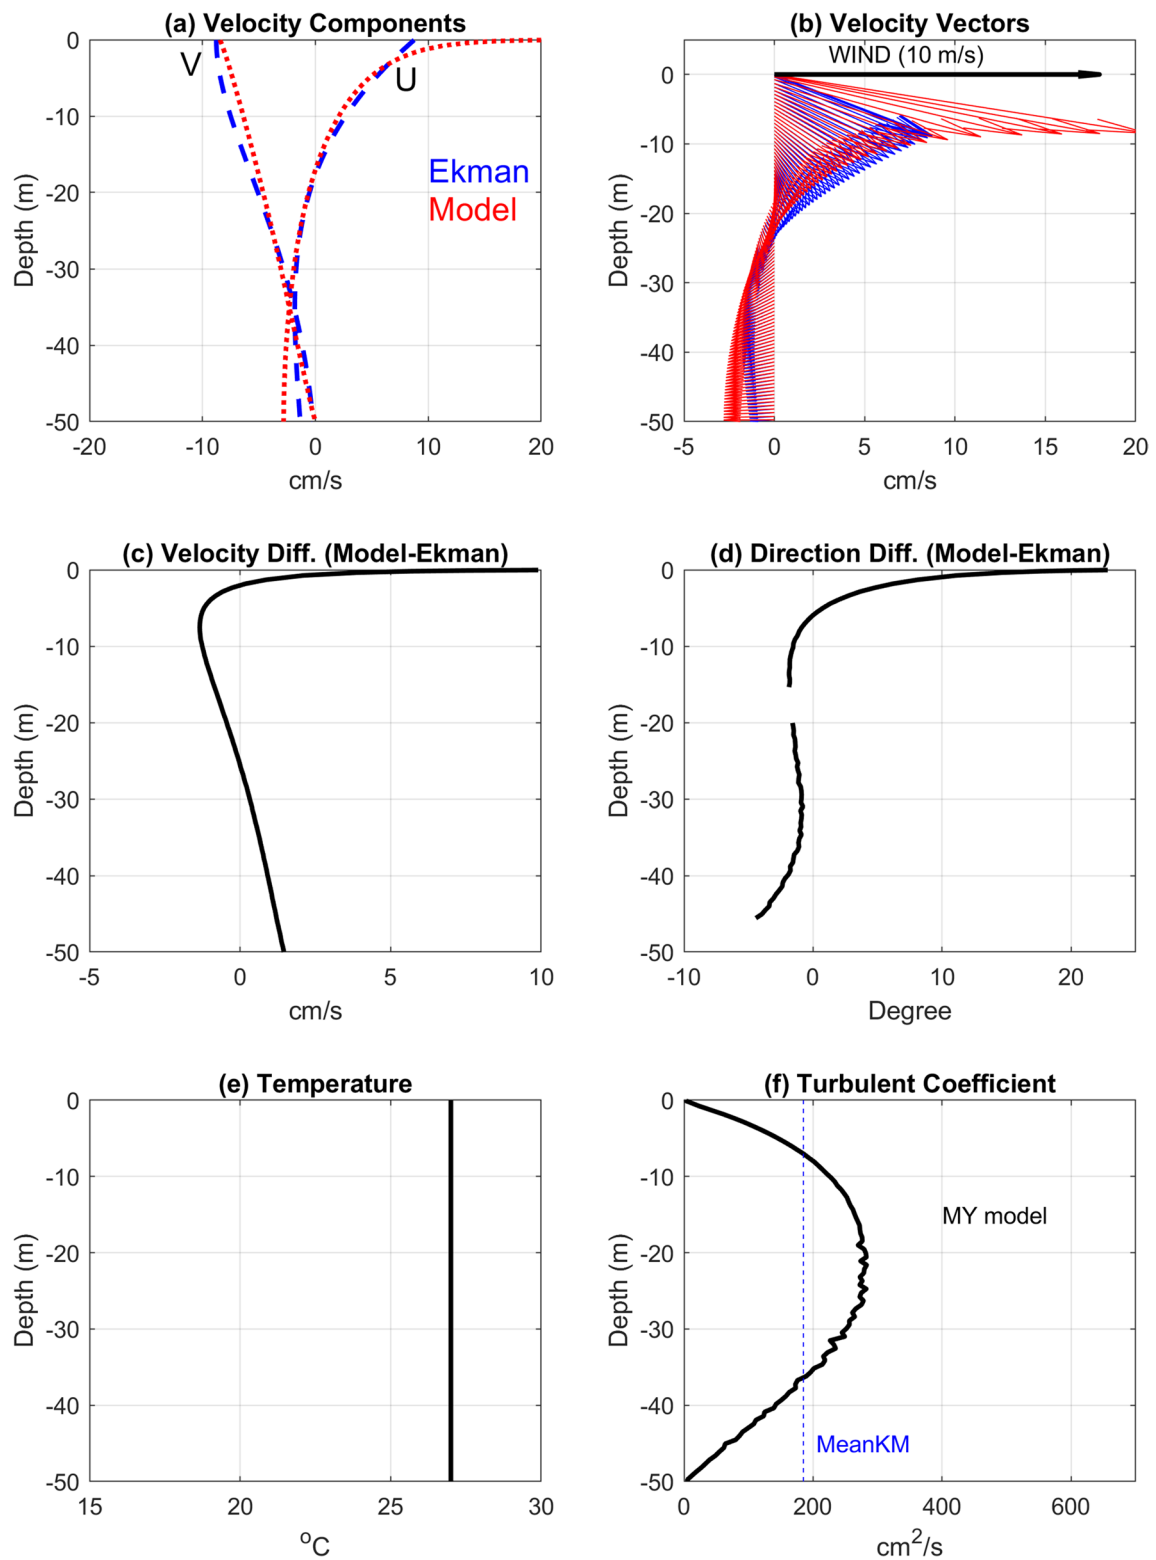 (a) Velocity Components
0
-10
-20
-30
-40
-50
Depth (m)
V
U
Ekman
Model
-20
-10
0
10
20
cm/s
(b) Velocity Vectors
WIND (10 m/s)
0
-10
-20
-30
-40
-50
Depth (m)
-5
0
5
10
15
20
cm/s
(c) Velocity Diff. (Model-Ekman)
0
-10
-20
-30
-40
-50
Depth (m)
-5
0
5
10
cm/s
(d) Direction Diff. (Model-Ekman)
0
-10
-20
-30
-40
-50
Depth (m)
-10
0
10
20
Degree
(e) Temperature
0
-10
-20
-30
-40
-50
Depth (m)
15
20
25
30
°C
(f) Turbulent Coefficient
0
-10
-20
-30
-40
-50
Depth (m)
MY model
MeanKM
0
200
400
600
cm²/s